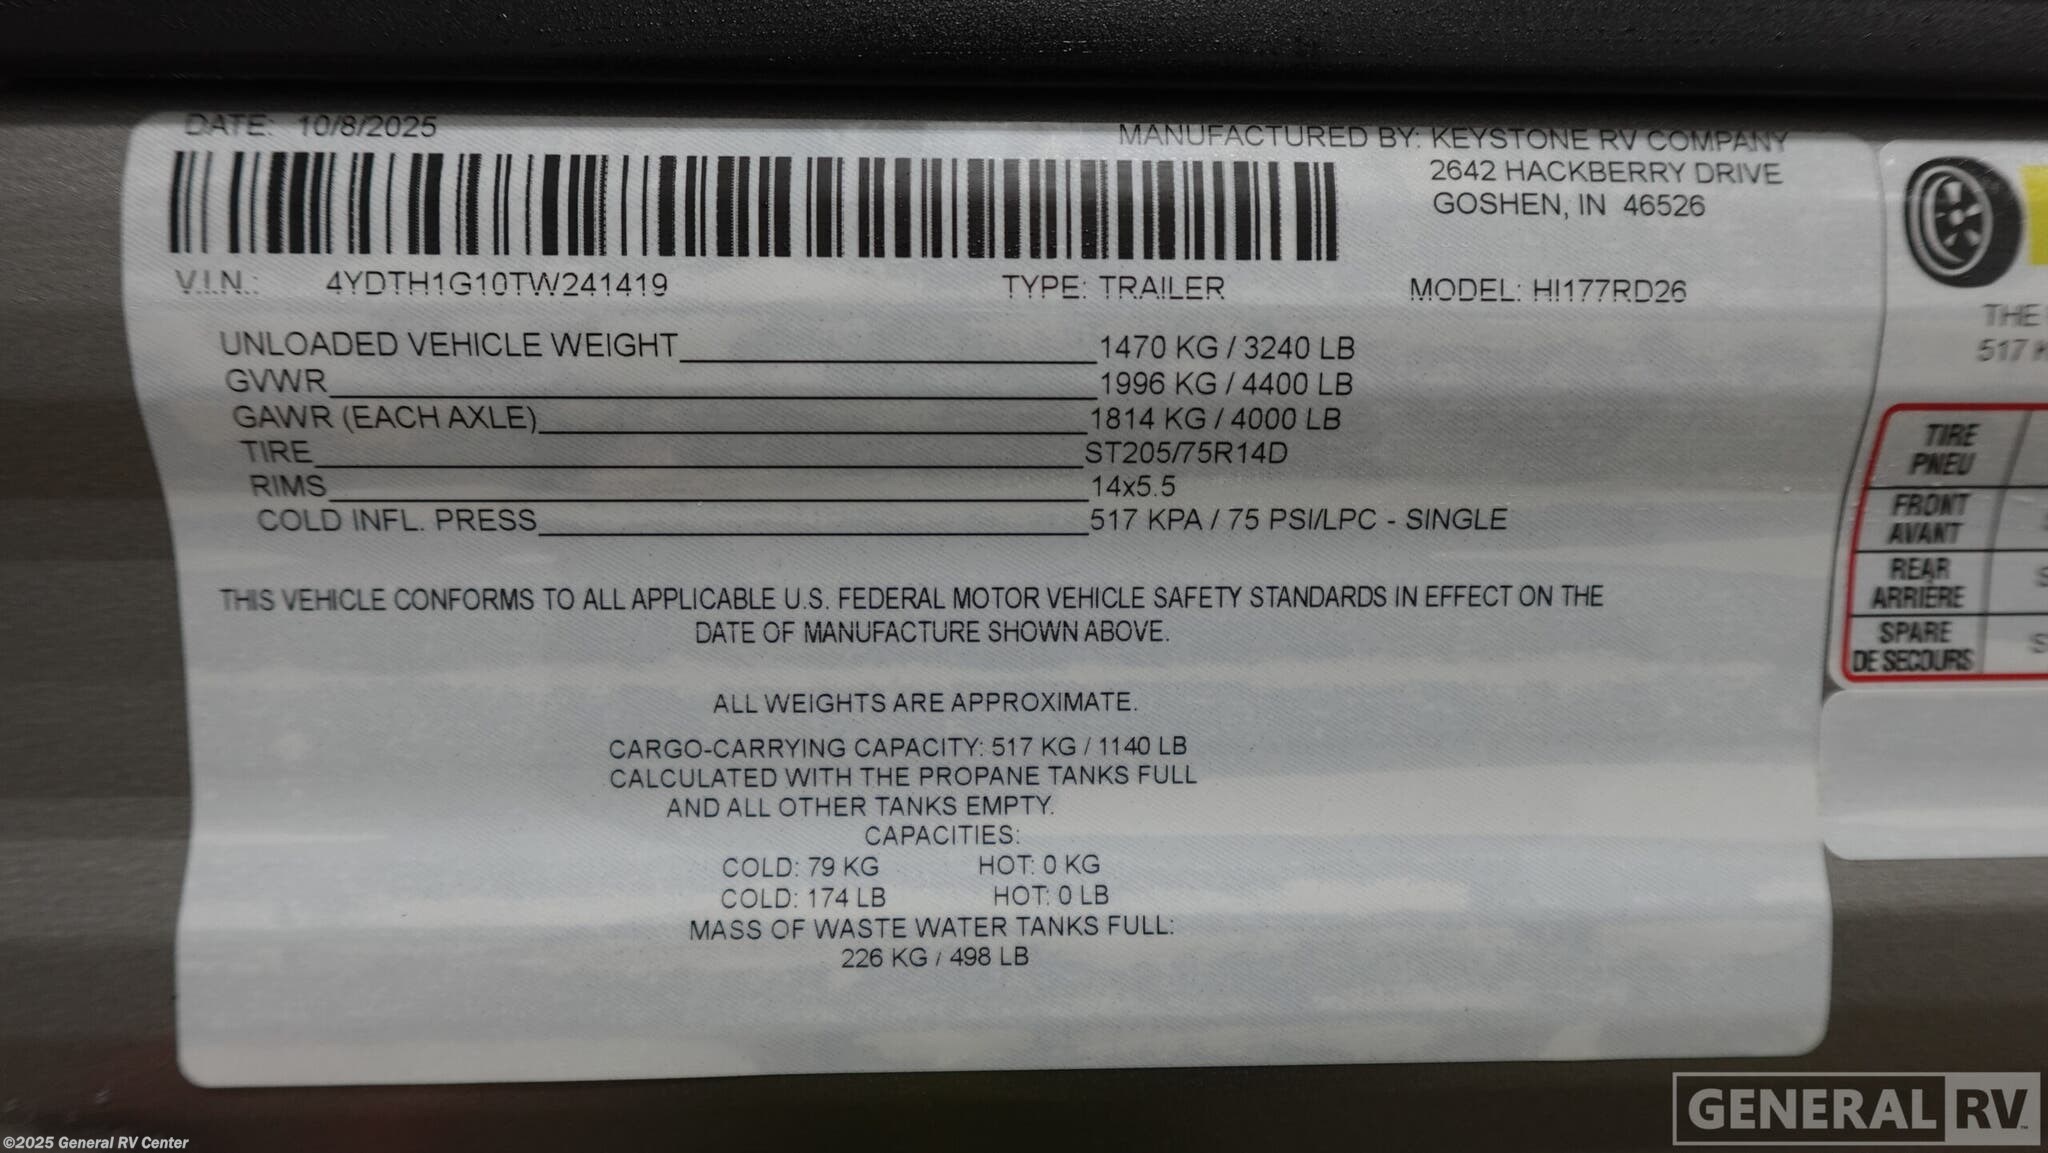 DATE: 10/8/2025
MANUFACTURED BY: KEYSTONE RV COMPANY
2642 HACKBERRY DRIVE
GOSHEN, IN 46526
V.I.N.: 4YDTH1G10TW241419 TYPE: TRAILER MODEL: HI177RD26
UNLOADED VEHICLE WEIGHT 1470 KG / 3240 LB
GVWR 1996 KG / 4400 LB
GAWR (EACH AXLE) 1814 KG / 4000 LB
TIRE ST205/75R14D
RIMS 14x5.5
COLD INFL. PRESS 517 KPA / 75 PSI/LPC - SINGLE
THIS VEHICLE CONFORMS TO ALL APPLICABLE U.S. FEDERAL MOTOR VEHICLE SAFETY STANDARDS IN EFFECT ON THE
DATE OF MANUFACTURE SHOWN ABOVE.
ALL WEIGHTS ARE APPROXIMATE.
CARGO-CARRYING CAPACITY: 517 KG / 1140 LB
CALCULATED WITH THE PROPANE TANKS FULL
AND ALL OTHER TANKS EMPTY.
CAPACITIES:
COLD: 79 KG HOT: 0 KG
COLD: 174 LB HOT: 0 LB
MASS OF WASTE WATER TANKS FULL:
226 KG / 498 LB
THE
517
TIRE
PNEU
FRONT
AVANT
REAR
ARRIÈRE
SPARE
DE SECOURS
GENERAL RV
©2025 General RV Center